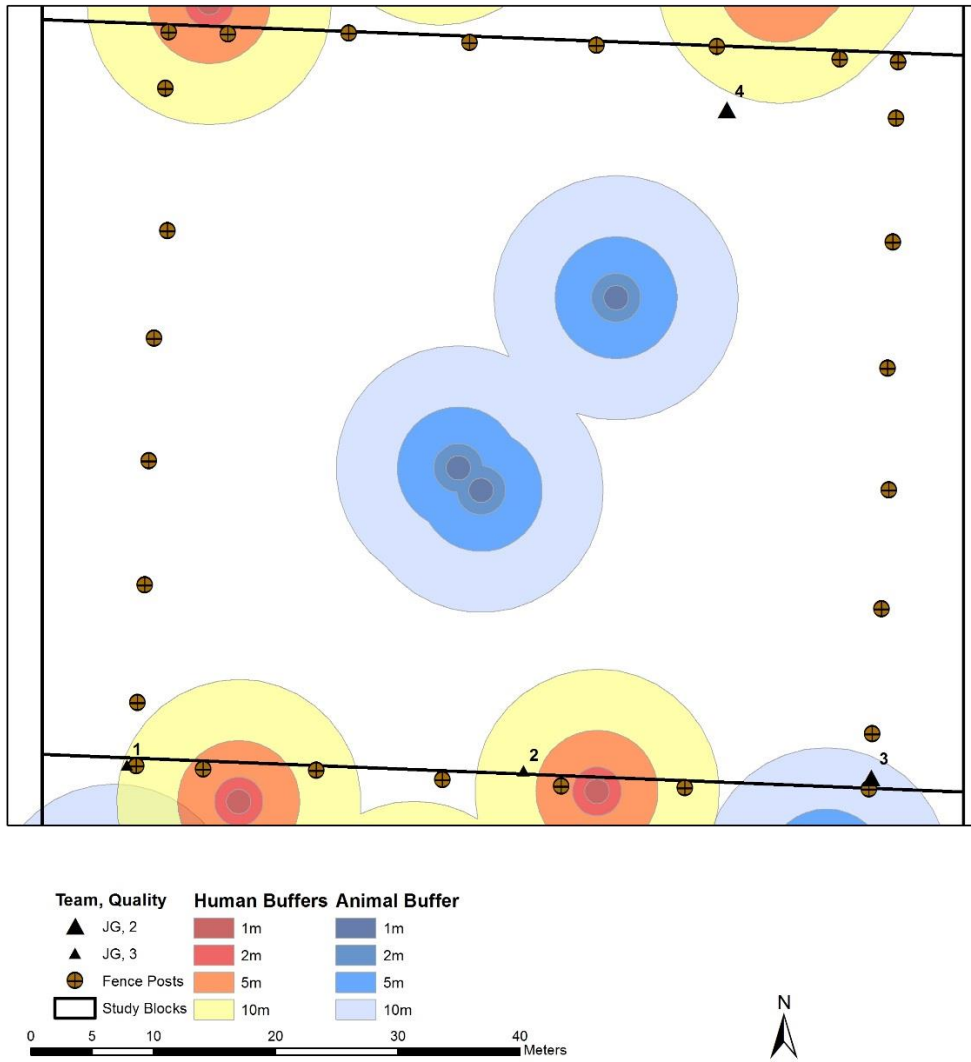 4
1
2
3
Team, Quality Human Buffers Animal Buffer
JG, 2 1m 1m
JG, 3 2m 2m
Fence Posts 5m 5m
Study Blocks 10m 10m
0 5 10 20 30 40
Meters
N